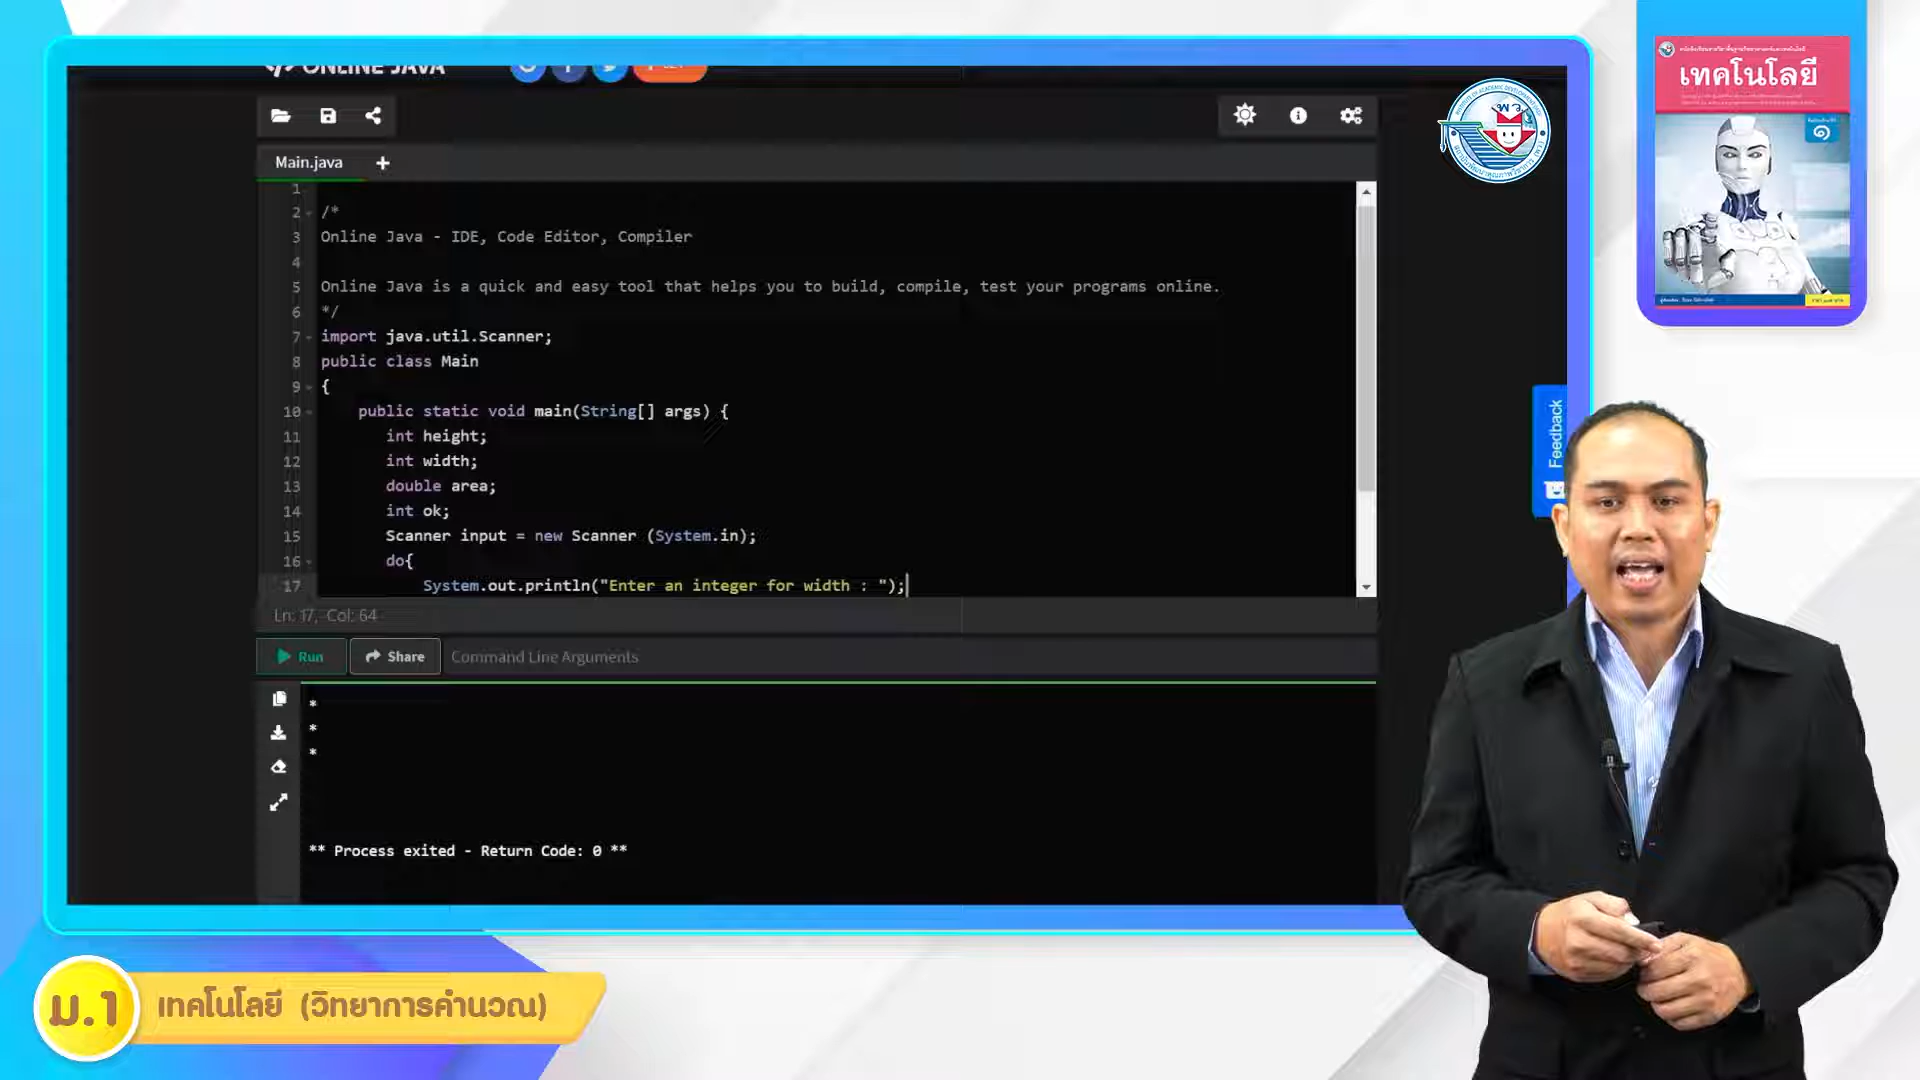 ONLINE JAVA
Main.java +
1
2 /*
3 Online Java - IDE, Code Editor, Compiler
4
5 Online Java is a quick and easy tool that helps you to build, compile, test your programs online.
6 */
7 import java.util.Scanner;
8 public class Main
9 {
10 public static void main(String[] args) {
11 int height;
12 int width;
13 double area;
14 int ok;
15 Scanner input = new Scanner (System.in);
16 do{
17 System.out.println("Enter an integer for width : ");
Ln: 17, Col: 64
Run Share Command Line Arguments
*
*
*
** Process exited - Return Code: 0 **
Feedback
พว.
เทคโนโลยี
๑
ม.1 เทคโนโลยี (วิทยาการคำนวณ)